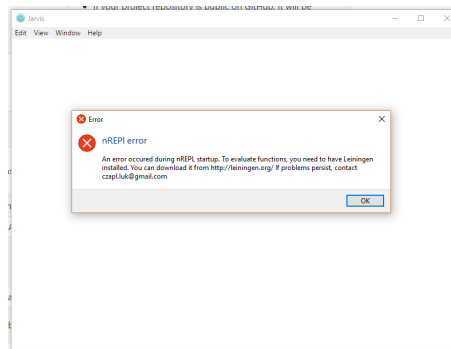 If your project repository is public on GitHub, it will be
Jarvis
Edit View Window Help
Error
nREPl error
An error occured during nREPL startup. To evaluate functions, you need to have Leiningen
installed. You can download it from http://leiningen.org/ If problems persist, contact
czapl.luk@gmail.com
OK